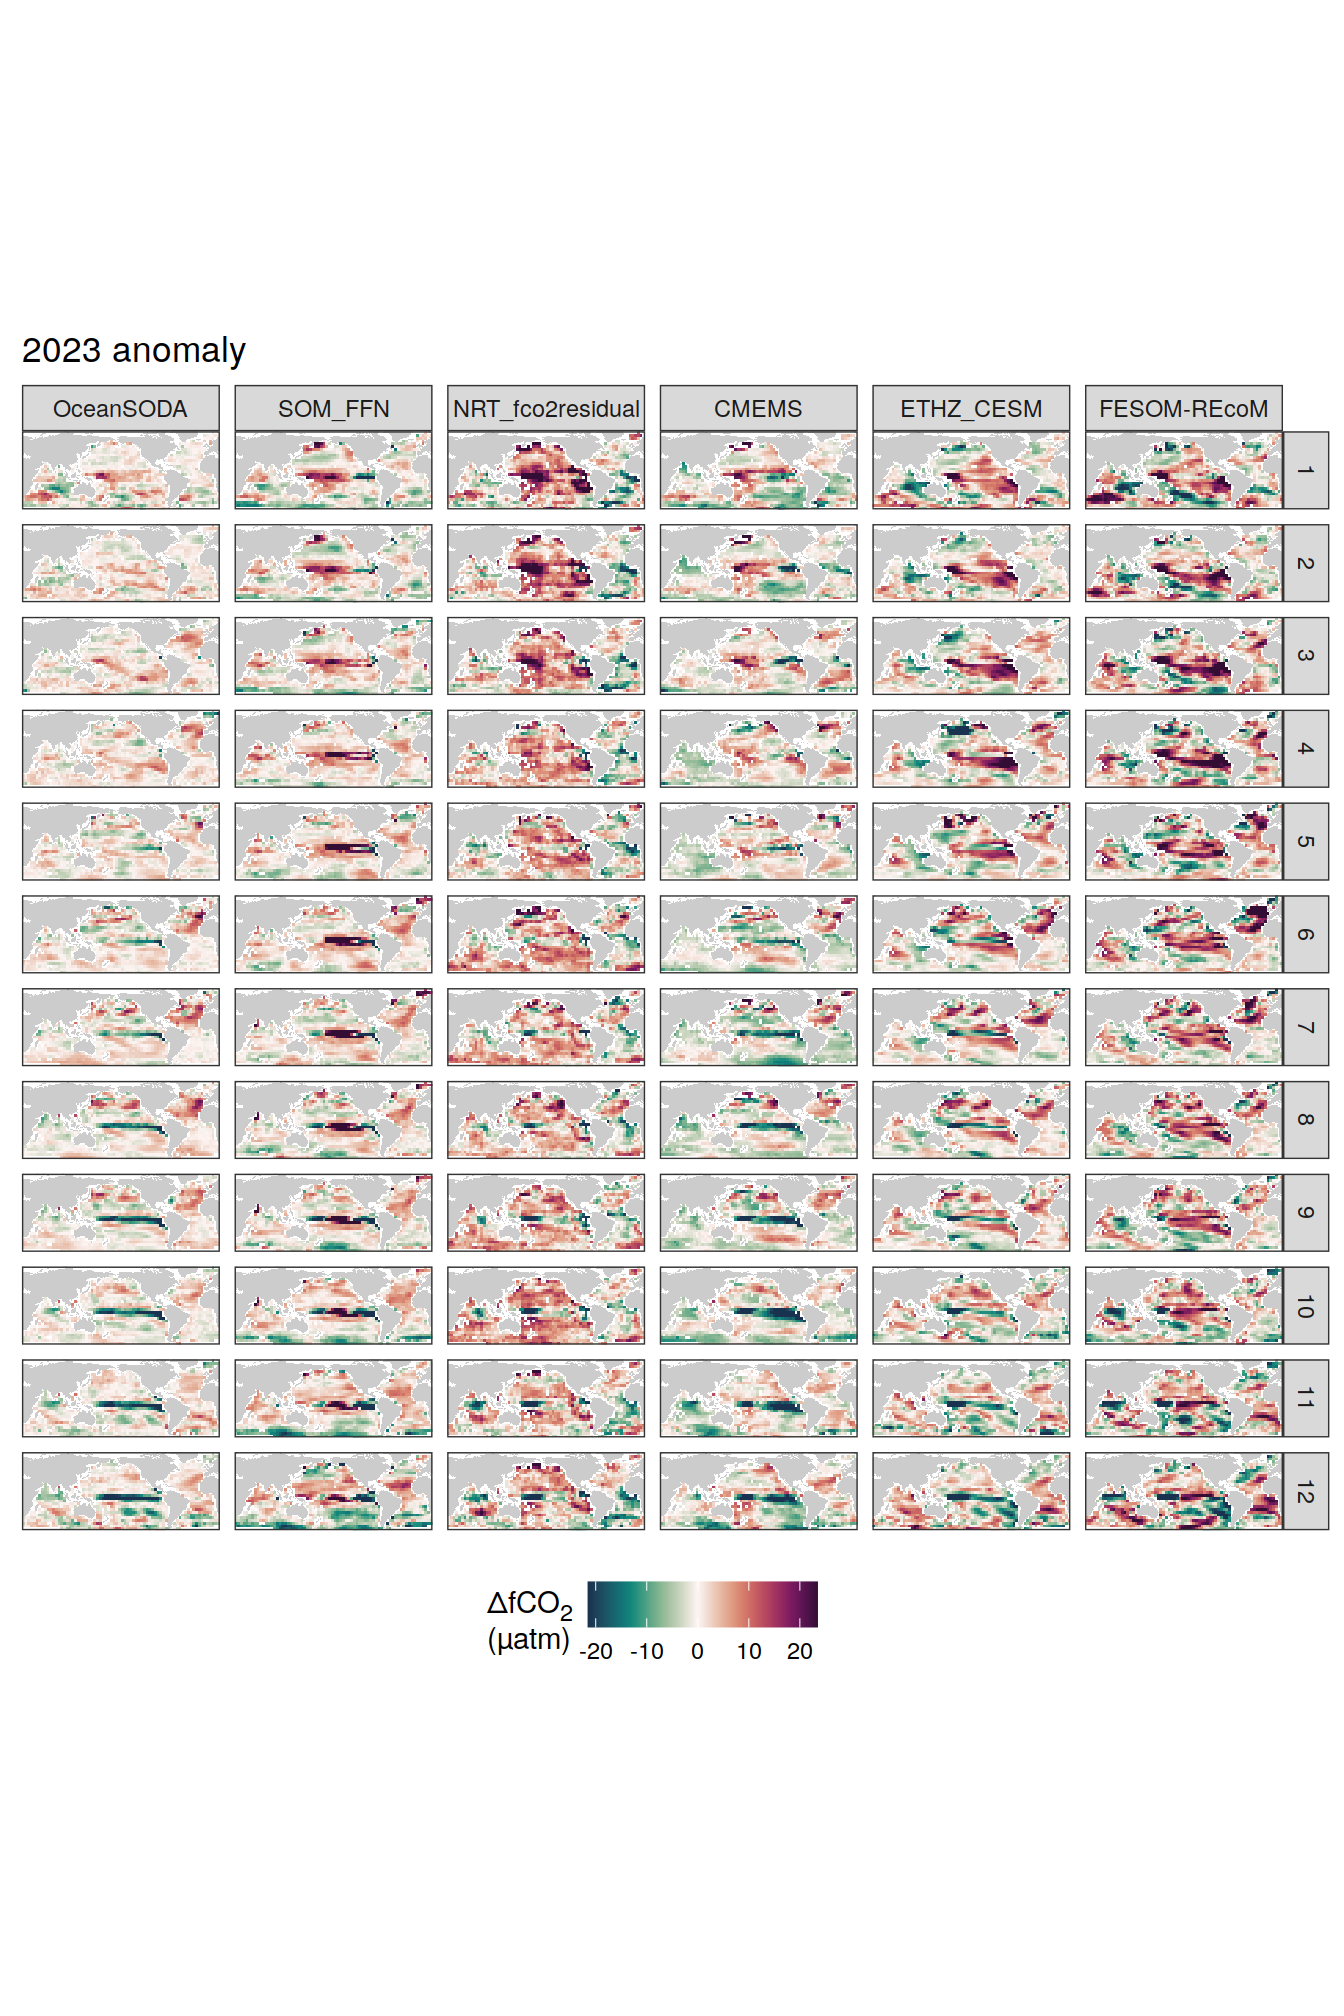 2023 anomaly
OceanSODA SOM_FFN NRT_fco2residual CMEMS ETHZ_CESM FESOM-REcoM
1
2
3
4
5
6
7
8
9
10
11
12
ΔfCO₂
(µatm)
-20 -10 0 10 20